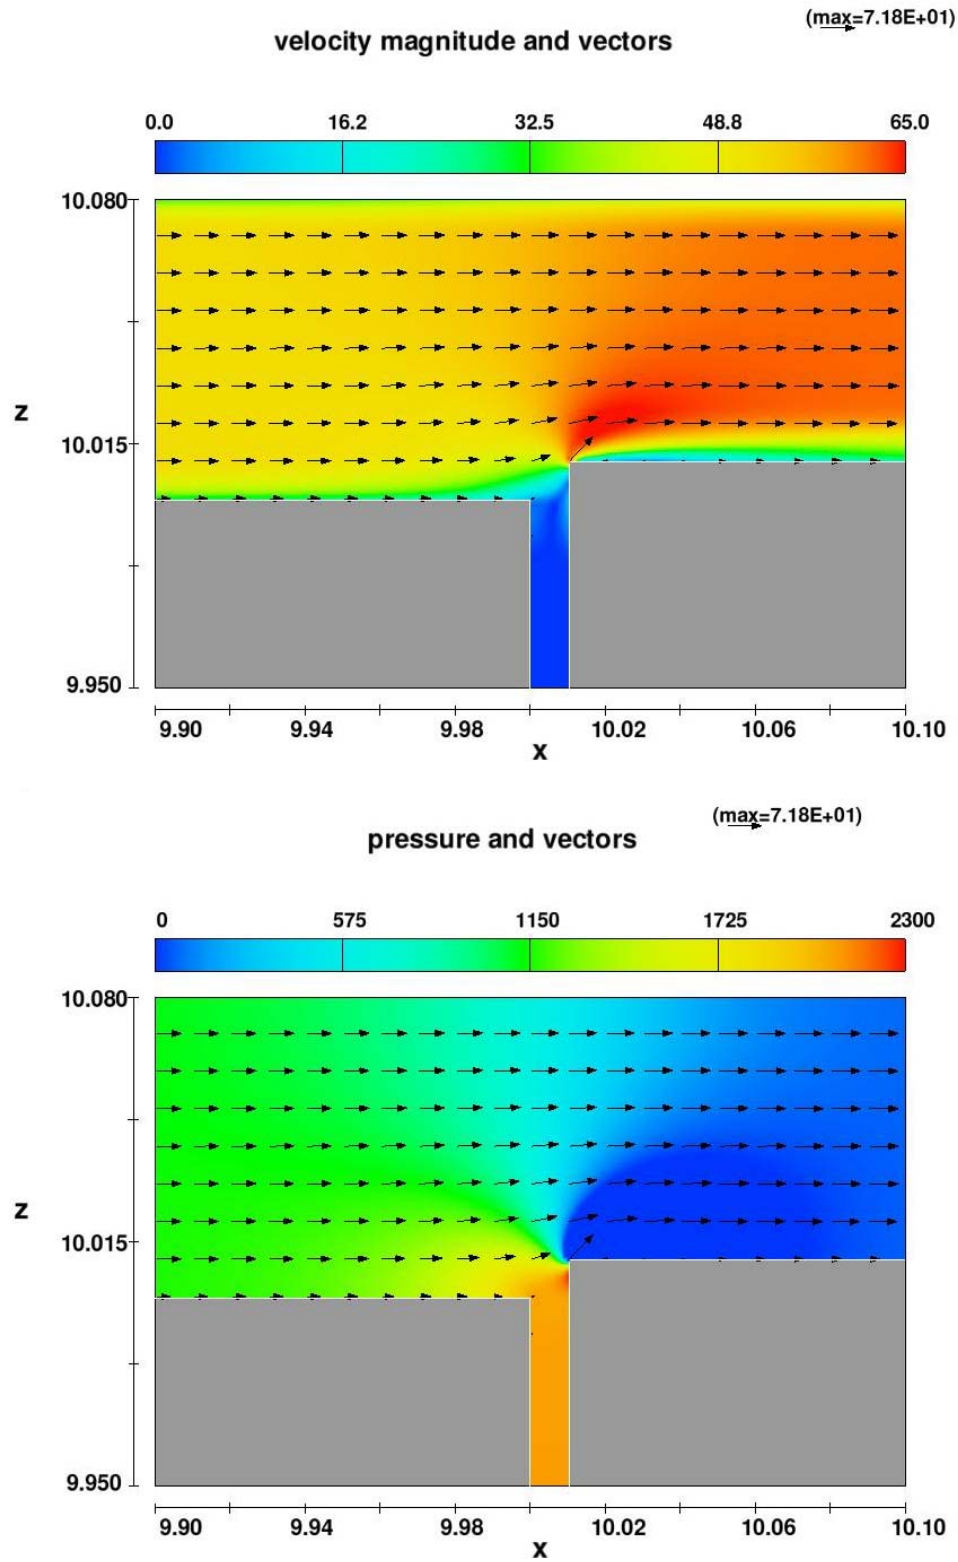 (max=7.18E+01)
velocity magnitude and vectors
0.0 16.2 32.5 48.8 65.0
10.080
z
10.015
9.950
9.90 9.94 9.98 10.02 10.06 10.10
x
(max=7.18E+01)
pressure and vectors
0 575 1150 1725 2300
10.080
z
10.015
9.950
9.90 9.94 9.98 10.02 10.06 10.10
x